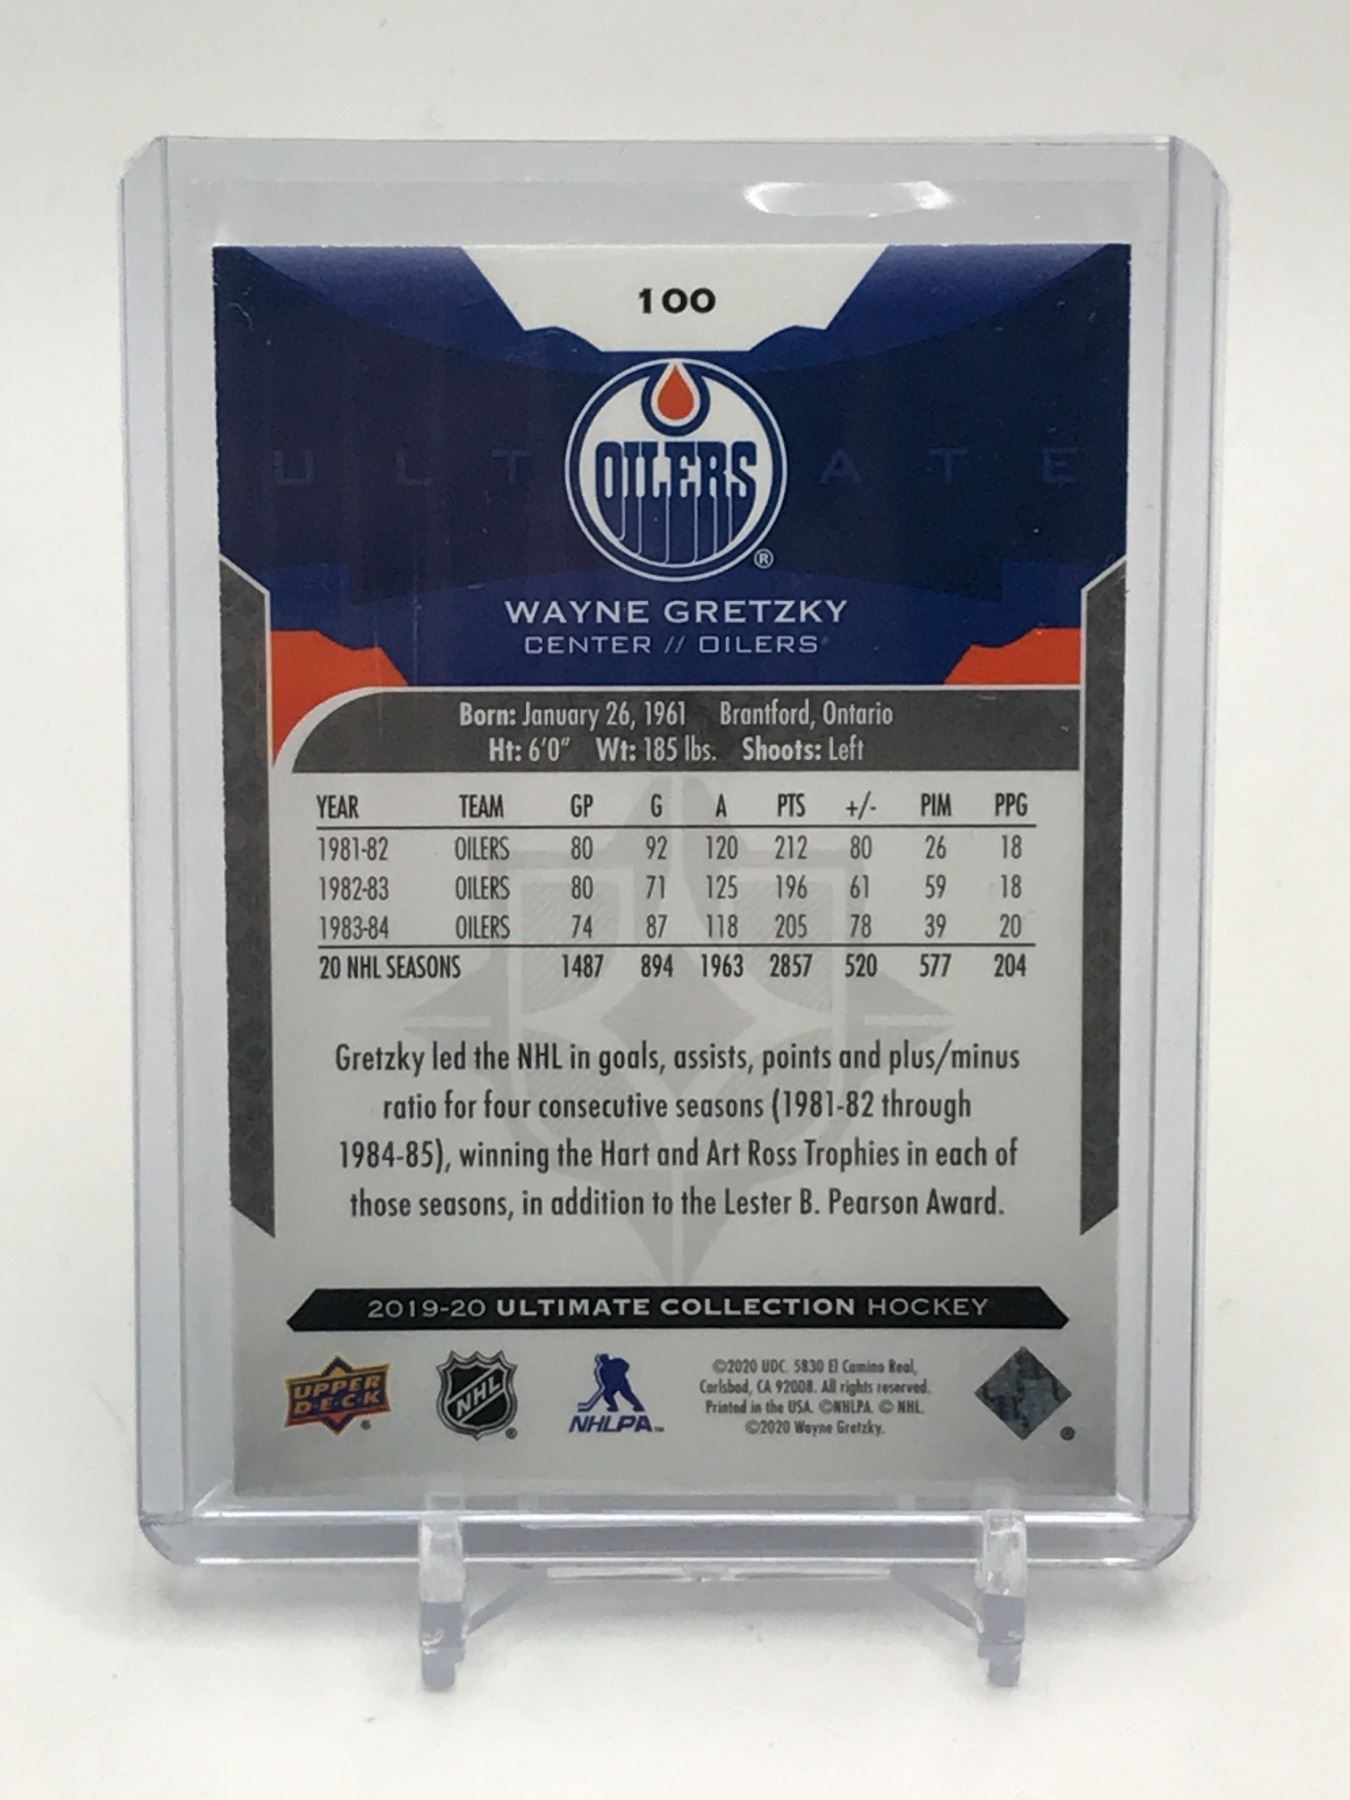 100
ULTIMATE
OILERS
®
WAYNE GRETZKY
CENTER // OILERS
Born: January 26, 1961 Brantford, Ontario
Ht: 6'0" Wt: 185 lbs. Shoots: Left
YEAR TEAM GP G A PTS +/- PIM PPG
1981-82 OILERS 80 92 120 212 80 26 18
1982-83 OILERS 80 71 125 196 61 59 18
1983-84 OILERS 74 87 118 205 78 39 20
20 NHL SEASONS 1487 894 1963 2857 520 577 204
Gretzky led the NHL in goals, assists, points and plus/minus
ratio for four consecutive seasons (1981-82 through
1984-85), winning the Hart and Art Ross Trophies in each of
those seasons, in addition to the Lester B. Pearson Award.
2019-20 ULTIMATE COLLECTION HOCKEY
UPPER
D·E·C·K
®
NHL
®
NHLPA™
©2020 UDC. 5830 El Camino Real,
Carlsbad, CA 92008. All rights reserved.
Printed in the USA. ©NHLPA. © NHL.
©2020 Wayne Gretzky.
®